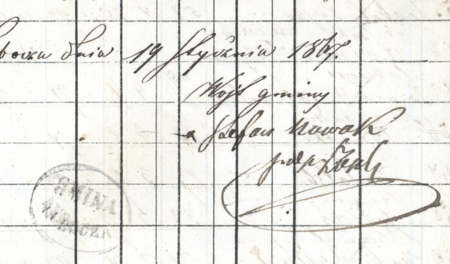 dnia 19 Stycznia 1867.
Wójt gminy
Stefan Nowak
GMINA